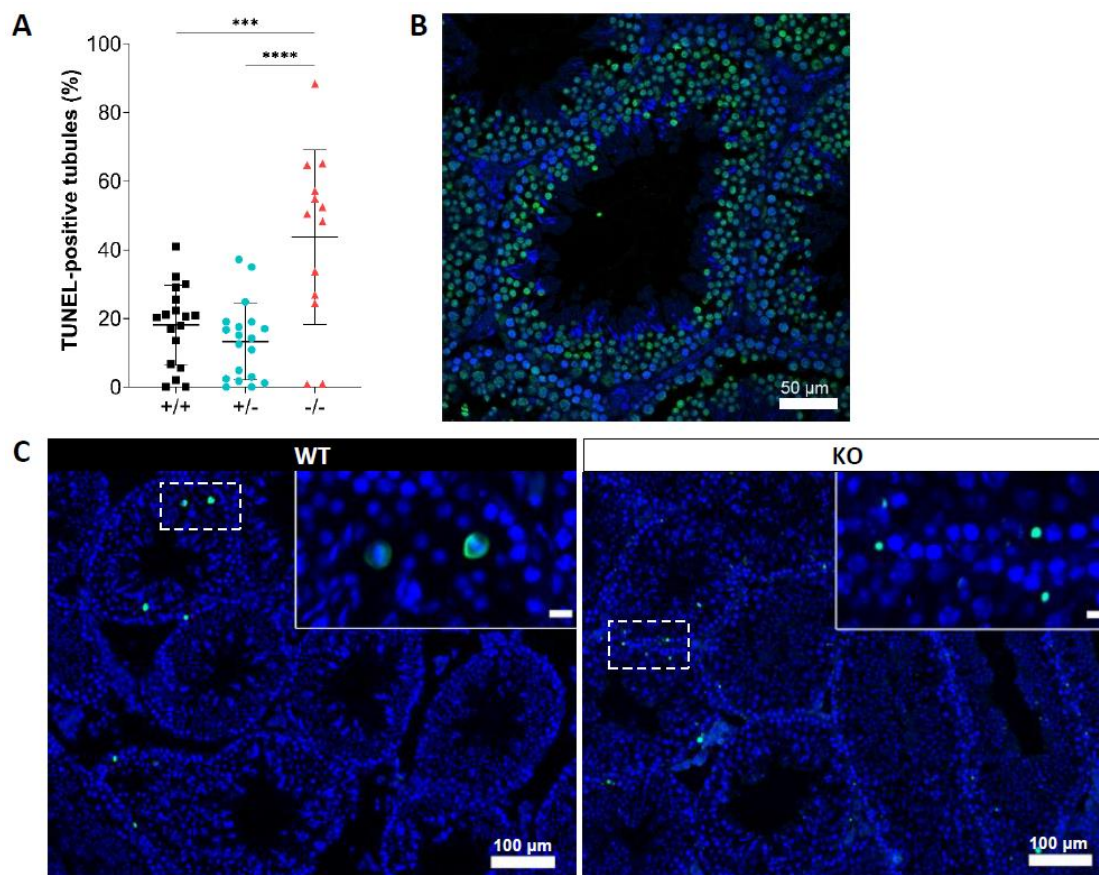 A
TUNEL-positive tubules (%)
100
80
60
40
20
0
+/+
+/-
-/-
***
****
B
50 µm
C
WT
100 µm
KO
100 µm